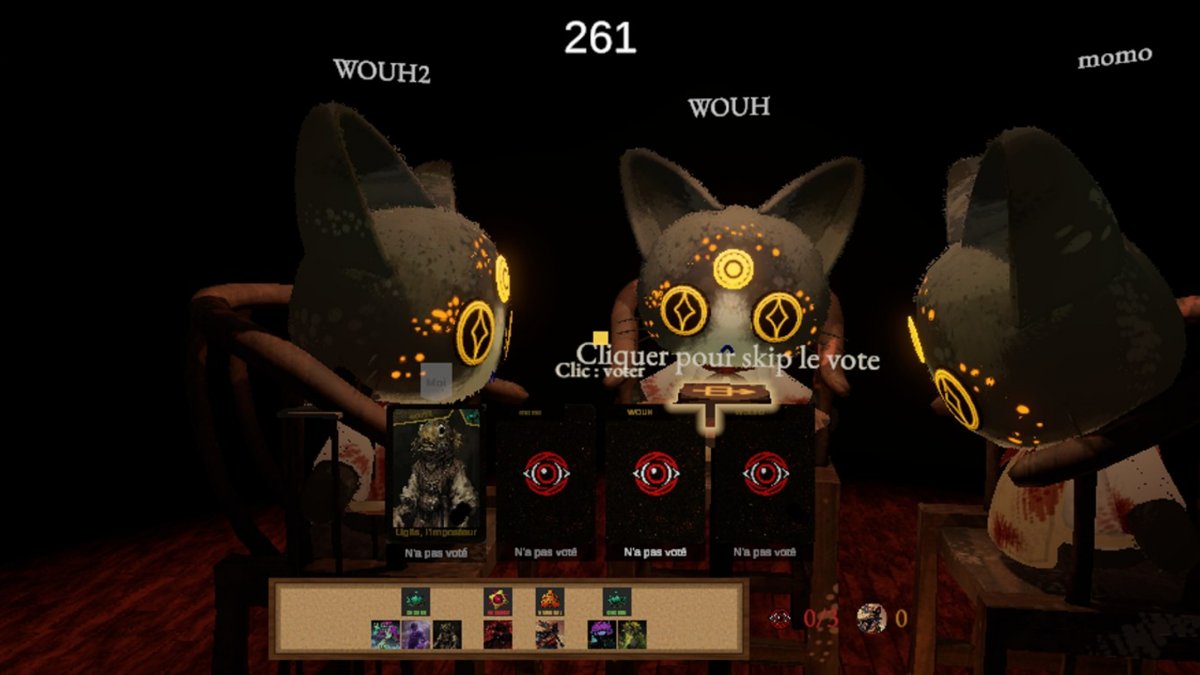 261
WOUH2
WOUH
momo
Cliquer pour skip le vote
Clic : voter
Moi
WOUH
N'a pas voté
N'a pas voté
N'a pas voté
N'a pas voté
0/3
0